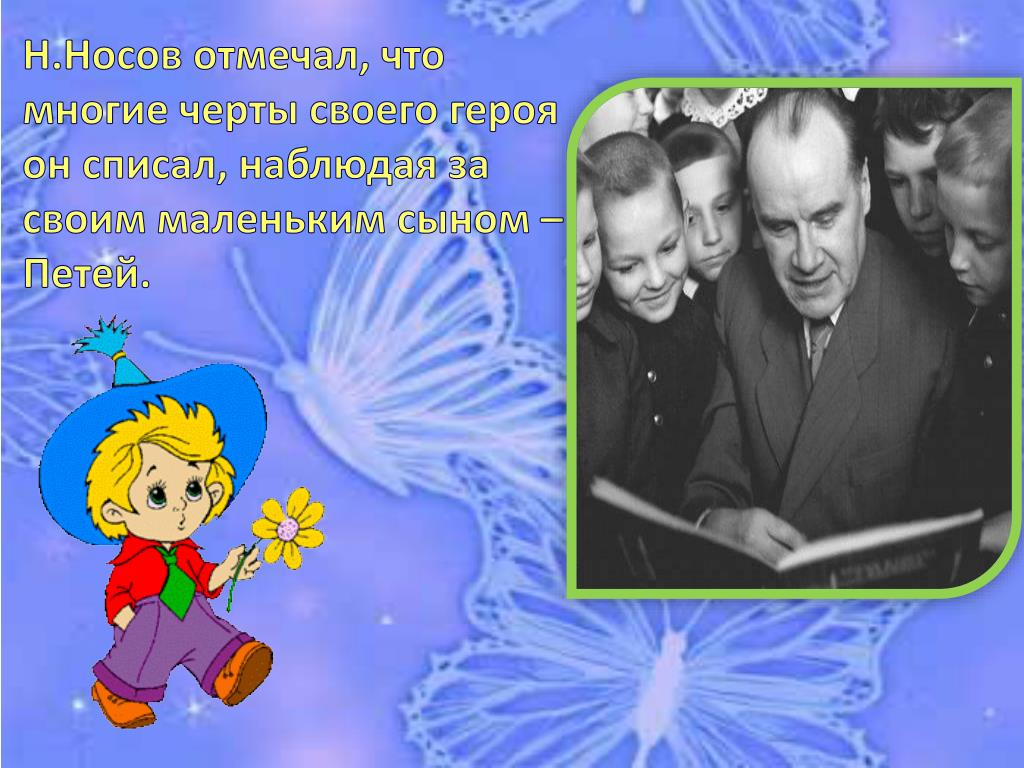 Н.Носов отмечал, что
многие черты своего героя
он списал, наблюдая за
своим маленьким сыном –
Петей.